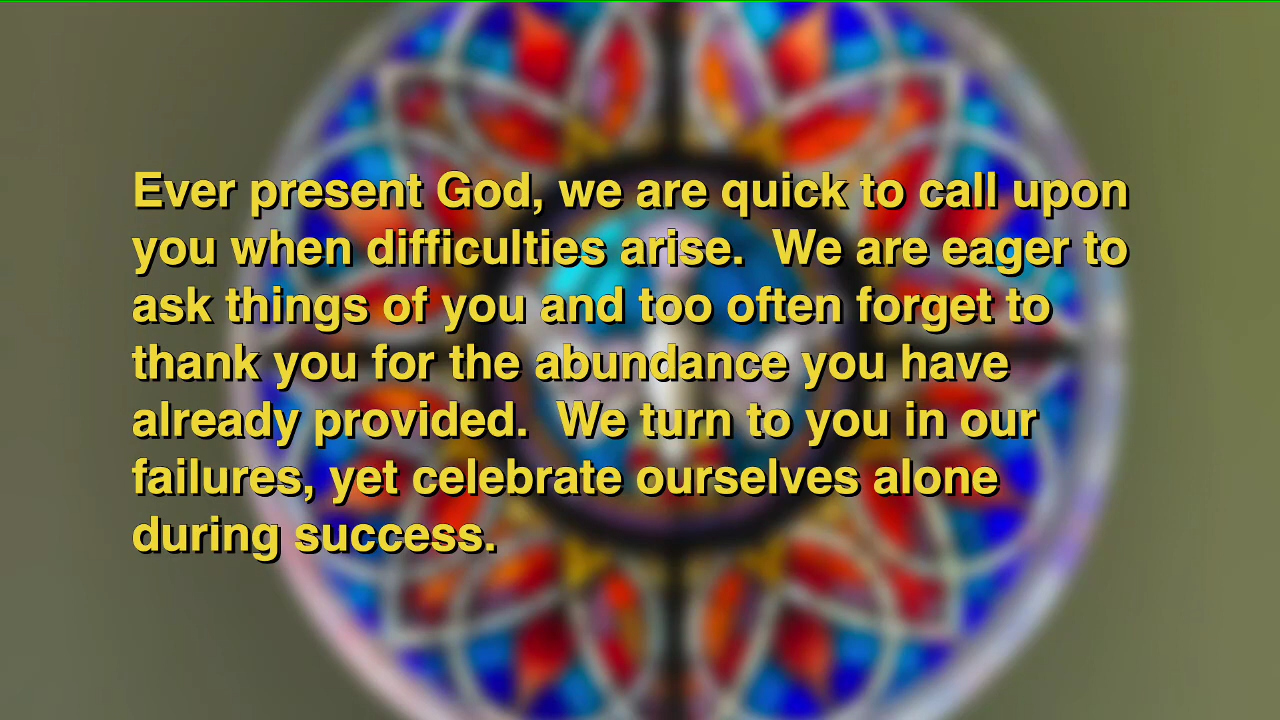 Ever present God, we are quick to call upon
you when difficulties arise.  We are eager to
ask things of you and too often forget to
thank you for the abundance you have
already provided.  We turn to you in our
failures, yet celebrate ourselves alone
during success.